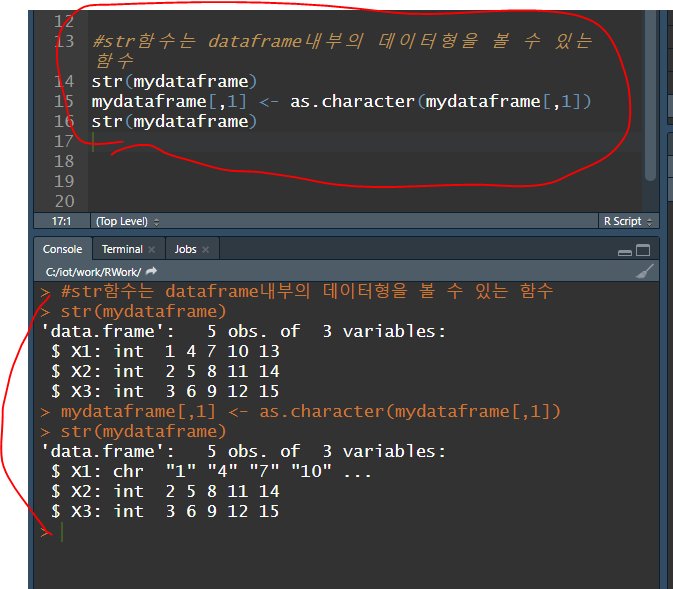 12
13 #str함수는 dataframe내부의 데이터형을 볼 수 있는
함수
14 str(mydataframe)
15 mydataframe[,1] <- as.character(mydataframe[,1])
16 str(mydataframe)
17
18
19
20
17:1 (Top Level) R Script
Console Terminal Jobs
C:/iot/work/RWork/
> #str함수는 dataframe내부의 데이터형을 볼 수 있는 함수
> str(mydataframe)
'data.frame': 5 obs. of 3 variables:
$ X1: int 1 4 7 10 13
$ X2: int 2 5 8 11 14
$ X3: int 3 6 9 12 15
> mydataframe[,1] <- as.character(mydataframe[,1])
> str(mydataframe)
'data.frame': 5 obs. of 3 variables:
$ X1: chr "1" "4" "7" "10" ...
$ X2: int 2 5 8 11 14
$ X3: int 3 6 9 12 15
>